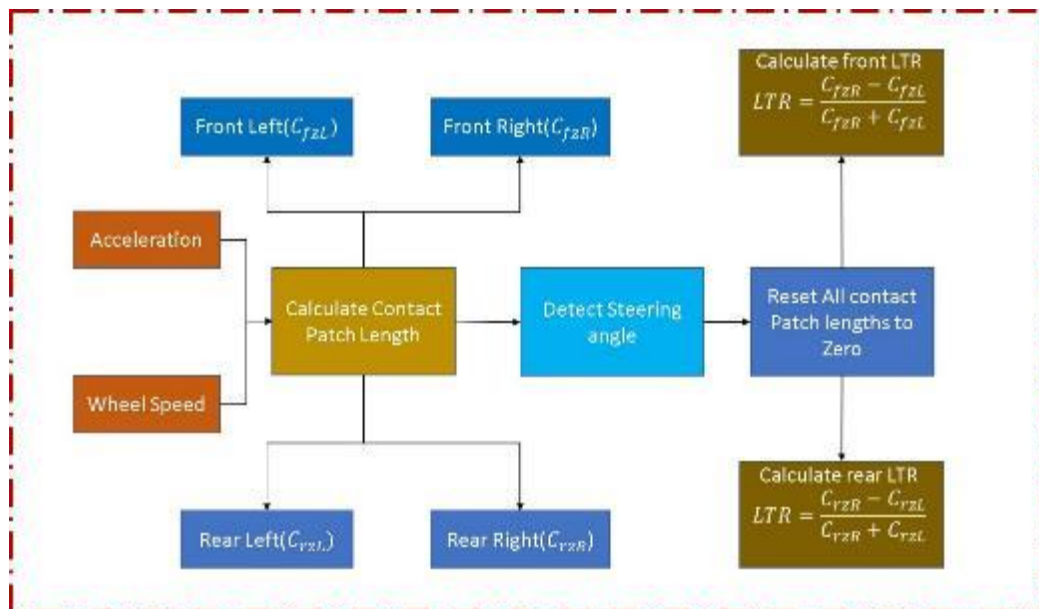 Calculate front LTR
LTR = (C_fzR − C_fzL) / (C_fzR + C_fzL)
Front Left(C_fzL)
Front Right(C_fzR)
Acceleration
Calculate Contact
Patch Length
Detect Steering
angle
Reset All contact
Patch lengths to
Zero
Wheel Speed
Calculate rear LTR
LTR = (C_rzR − C_rzL) / (C_rzR + C_rzL)
Rear Left(C_rzL)
Rear Right(C_rzR)